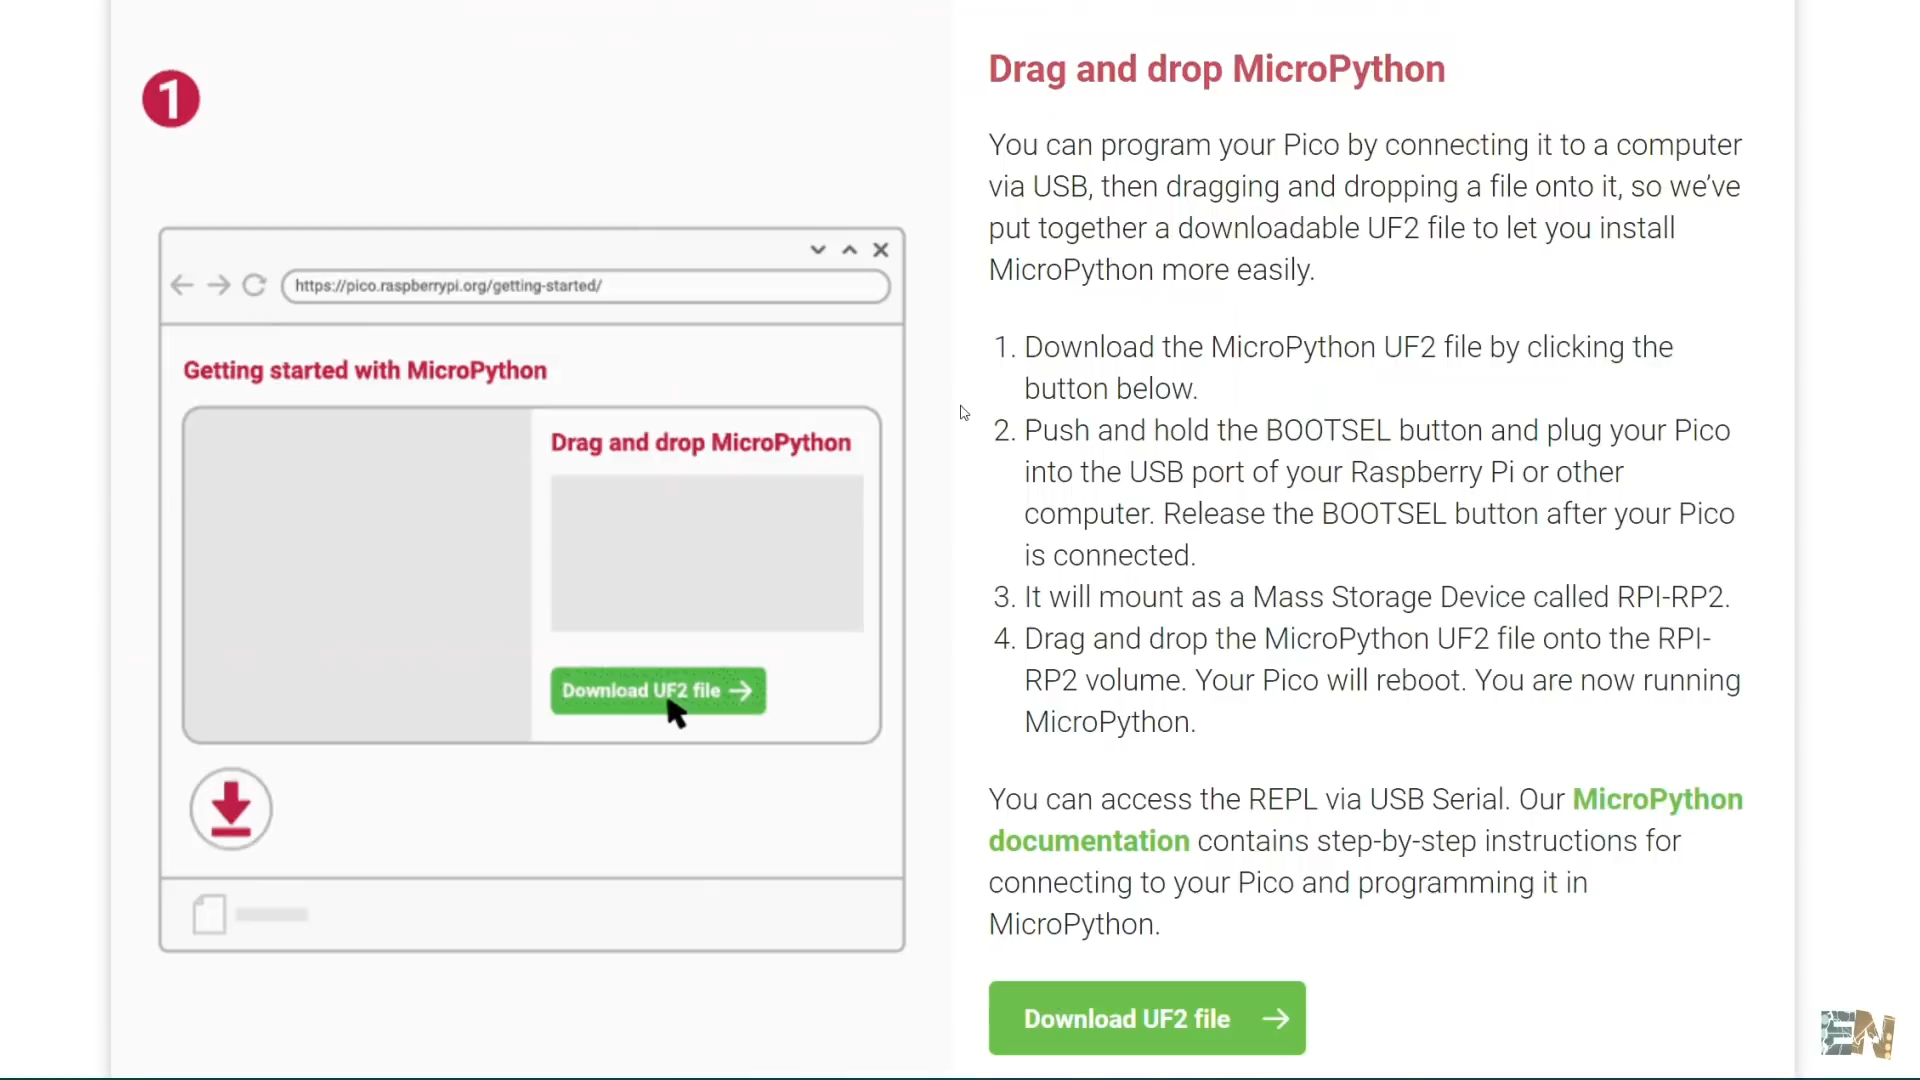 1
https://pico.raspberrypi.org/getting-started/
Getting started with MicroPython
Drag and drop MicroPython
Download UF2 file
Drag and drop MicroPython
You can program your Pico by connecting it to a computer
via USB, then dragging and dropping a file onto it, so we’ve
put together a downloadable UF2 file to let you install
MicroPython more easily.
1. Download the MicroPython UF2 file by clicking the
button below.
2. Push and hold the BOOTSEL button and plug your Pico
into the USB port of your Raspberry Pi or other
computer. Release the BOOTSEL button after your Pico
is connected.
3. It will mount as a Mass Storage Device called RPI-RP2.
4. Drag and drop the MicroPython UF2 file onto the RPI-
RP2 volume. Your Pico will reboot. You are now running
MicroPython.
You can access the REPL via USB Serial. Our MicroPython
documentation contains step-by-step instructions for
connecting to your Pico and programming it in
MicroPython.
Download UF2 file
EN